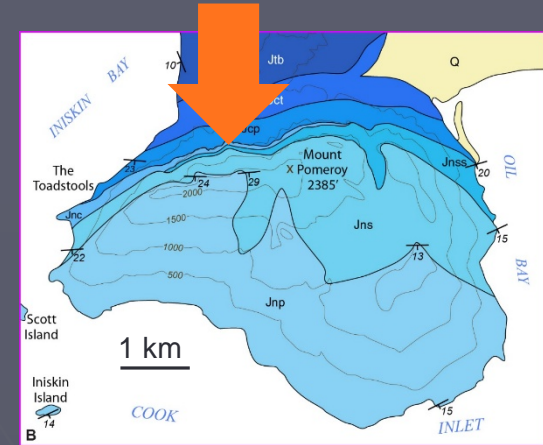 Jtb
Q
10
INISKIN BAY
Jcp
The
Toadstools
23
Mount
Pomeroy
2385'
Jnss
20
OIL
BAY
24
29
2000
Jnc
1500
Jns
15
22
1000
13
500
Jnp
Scott
Island
1 km
Iniskin
Island
14
COOK
15
INLET
B